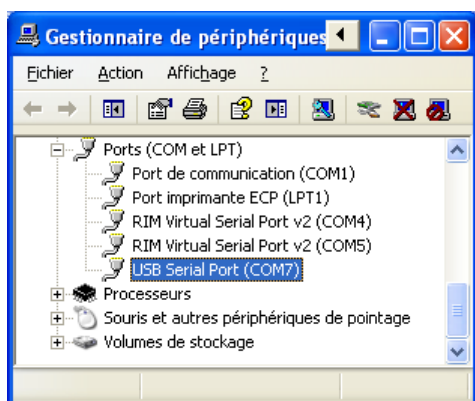 Gestionnaire de périphériques
Fichier Action Affichage ?
Ports (COM et LPT)
Port de communication (COM1)
Port imprimante ECP (LPT1)
RIM Virtual Serial Port v2 (COM4)
RIM Virtual Serial Port v2 (COM5)
USB Serial Port (COM7)
Processeurs
Souris et autres périphériques de pointage
Volumes de stockage